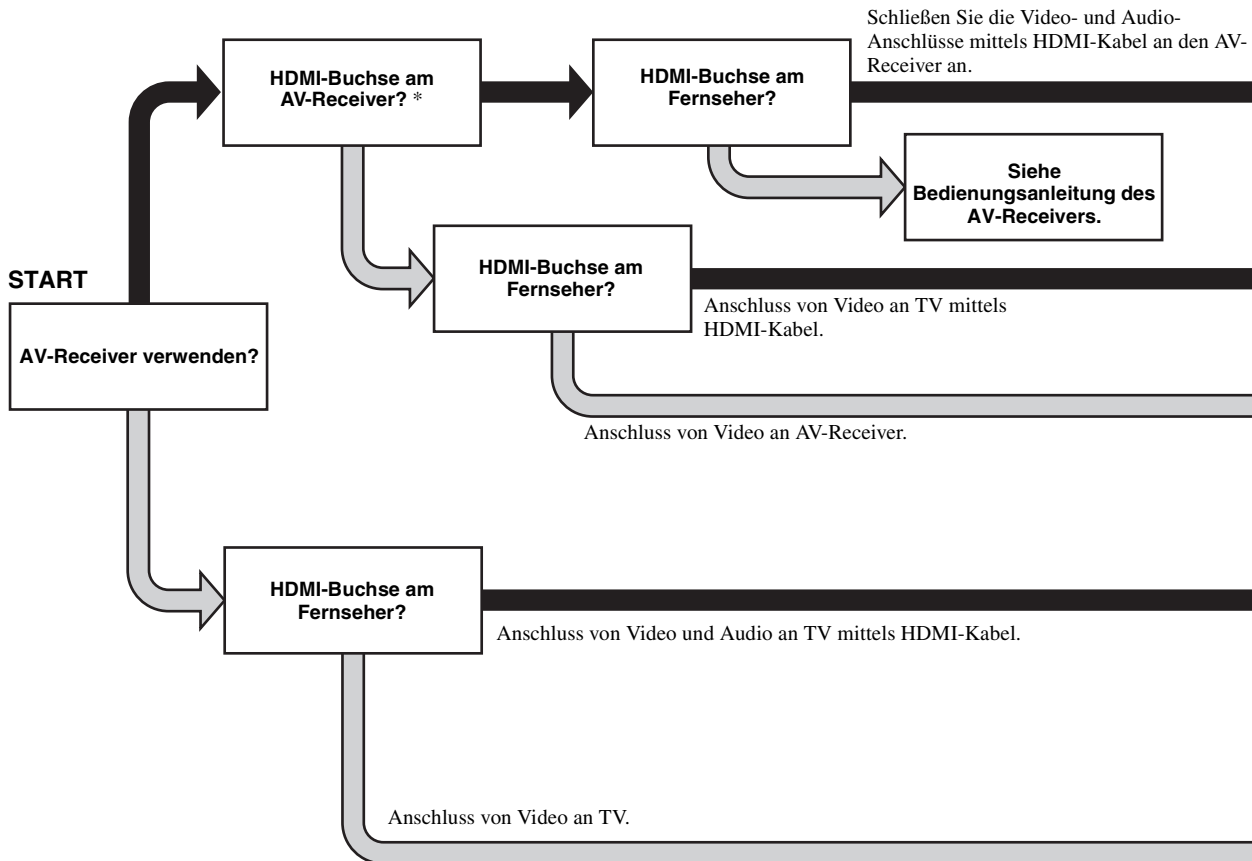 Schließen Sie die Video- und Audio-
Anschlüsse mittels HDMI-Kabel an den AV-
Receiver an.
HDMI-Buchse am
AV-Receiver? *
HDMI-Buchse am
Fernseher?
Siehe
Bedienungsanleitung des
AV-Receivers.
HDMI-Buchse am
Fernseher?
START
Anschluss von Video an TV mittels
HDMI-Kabel.
AV-Receiver verwenden?
Anschluss von Video an AV-Receiver.
HDMI-Buchse am
Fernseher?
Anschluss von Video und Audio an TV mittels HDMI-Kabel.
Anschluss von Video an TV.